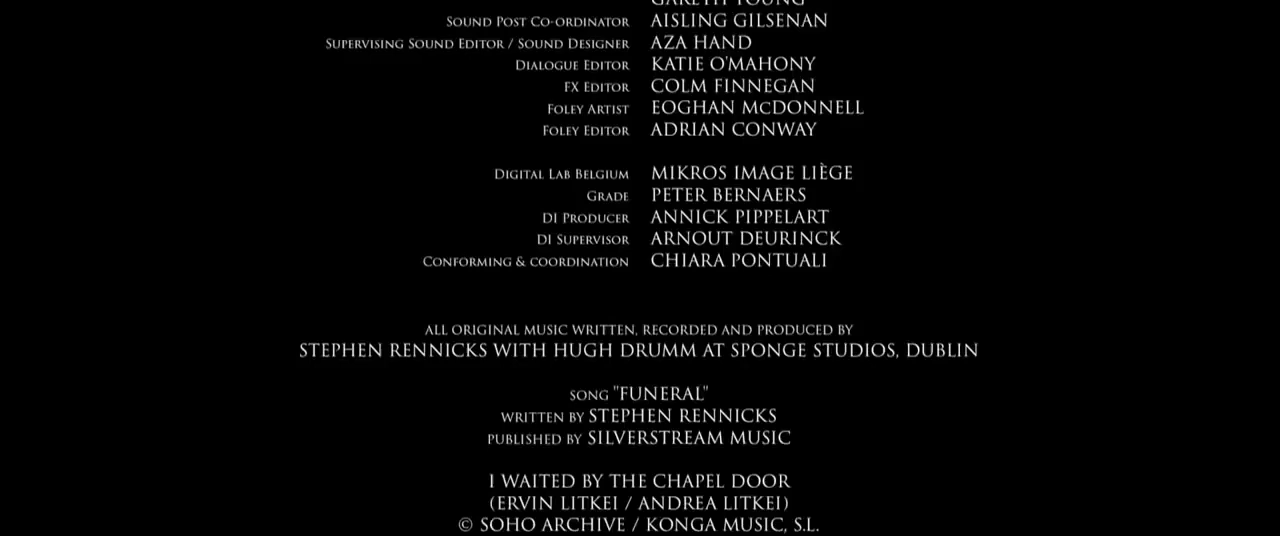 GARETH YOUNG
SOUND POST CO-ORDINATOR AISLING GILSENAN
SUPERVISING SOUND EDITOR / SOUND DESIGNER AZA HAND
DIALOGUE EDITOR KATIE O'MAHONY
FX EDITOR COLM FINNEGAN
FOLEY ARTIST EOGHAN McDONNELL
FOLEY EDITOR ADRIAN CONWAY
DIGITAL LAB BELGIUM MIKROS IMAGE LIÈGE
GRADE PETER BERNAERS
DI PRODUCER ANNICK PIPPELART
DI SUPERVISOR ARNOUT DEURINCK
CONFORMING & COORDINATION CHIARA PONTUALI
ALL ORIGINAL MUSIC WRITTEN, RECORDED AND PRODUCED BY
STEPHEN RENNICKS WITH HUGH DRUMM AT SPONGE STUDIOS, DUBLIN
SONG "FUNERAL"
WRITTEN BY STEPHEN RENNICKS
PUBLISHED BY SILVERSTREAM MUSIC
I WAITED BY THE CHAPEL DOOR
(ERVIN LITKEI / ANDREA LITKEI)
© SOHO ARCHIVE / KONGA MUSIC, S.L.